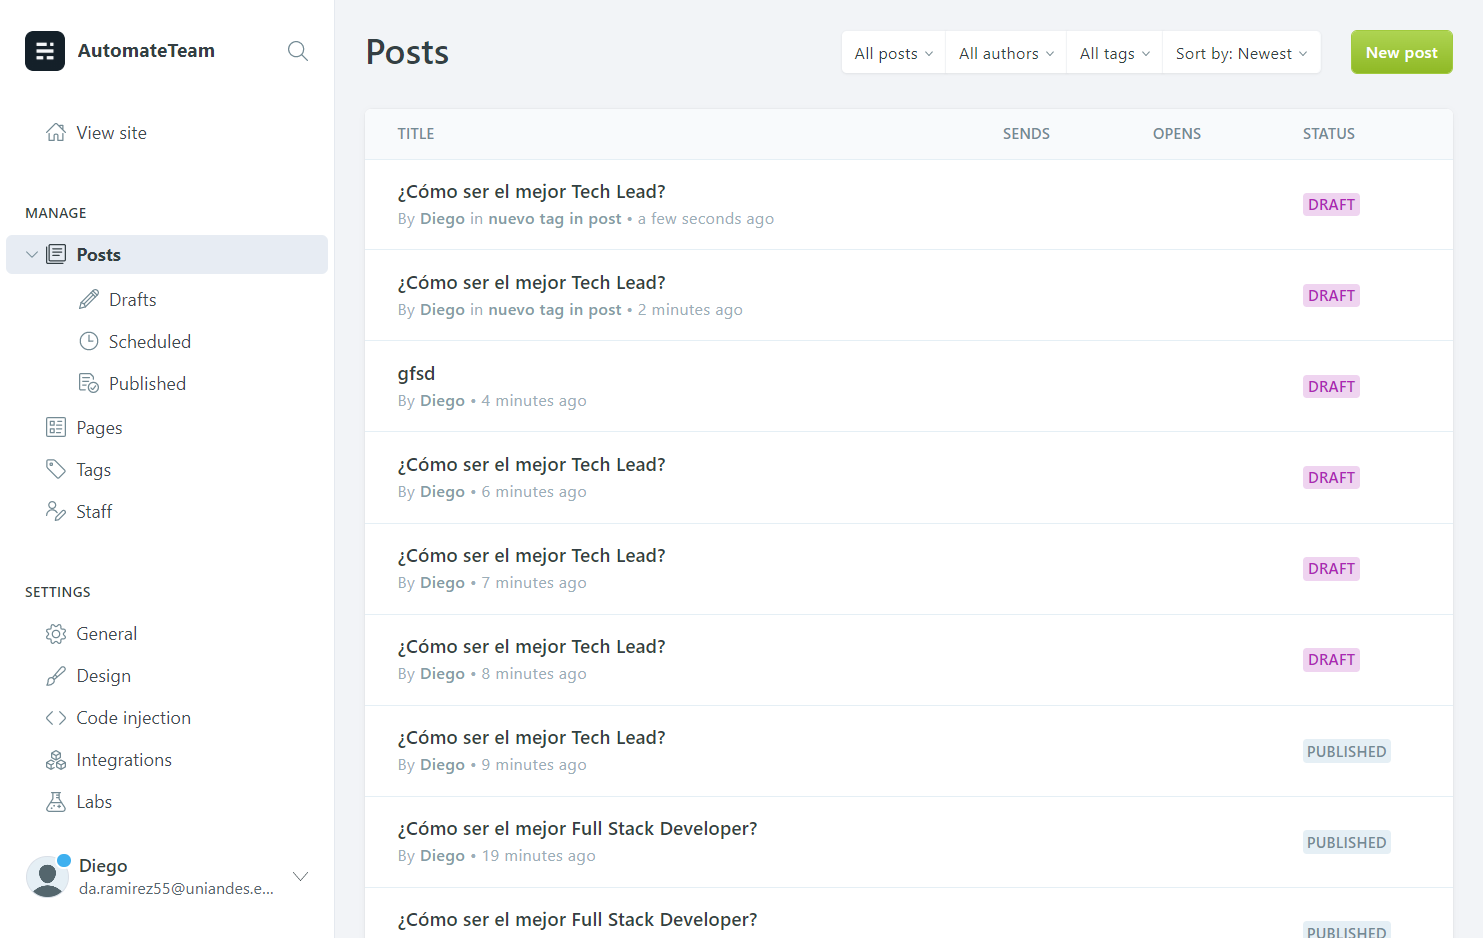 AutomateTeam
View site
MANAGE
Posts
Drafts
Scheduled
Published
Pages
Tags
Staff
SETTINGS
General
Design
Code injection
Integrations
Labs
Diego
da.ramirez55@uniandes.e...
Posts
All posts
All authors
All tags
Sort by: Newest
New post
TITLE SENDS OPENS STATUS
¿Cómo ser el mejor Tech Lead?
By Diego in nuevo tag in post • a few seconds ago
DRAFT
¿Cómo ser el mejor Tech Lead?
By Diego in nuevo tag in post • 2 minutes ago
DRAFT
gfsd
By Diego • 4 minutes ago
DRAFT
¿Cómo ser el mejor Tech Lead?
By Diego • 6 minutes ago
DRAFT
¿Cómo ser el mejor Tech Lead?
By Diego • 7 minutes ago
DRAFT
¿Cómo ser el mejor Tech Lead?
By Diego • 8 minutes ago
DRAFT
¿Cómo ser el mejor Tech Lead?
By Diego • 9 minutes ago
PUBLISHED
¿Cómo ser el mejor Full Stack Developer?
By Diego • 19 minutes ago
PUBLISHED
¿Cómo ser el mejor Full Stack Developer?
PUBLISHED